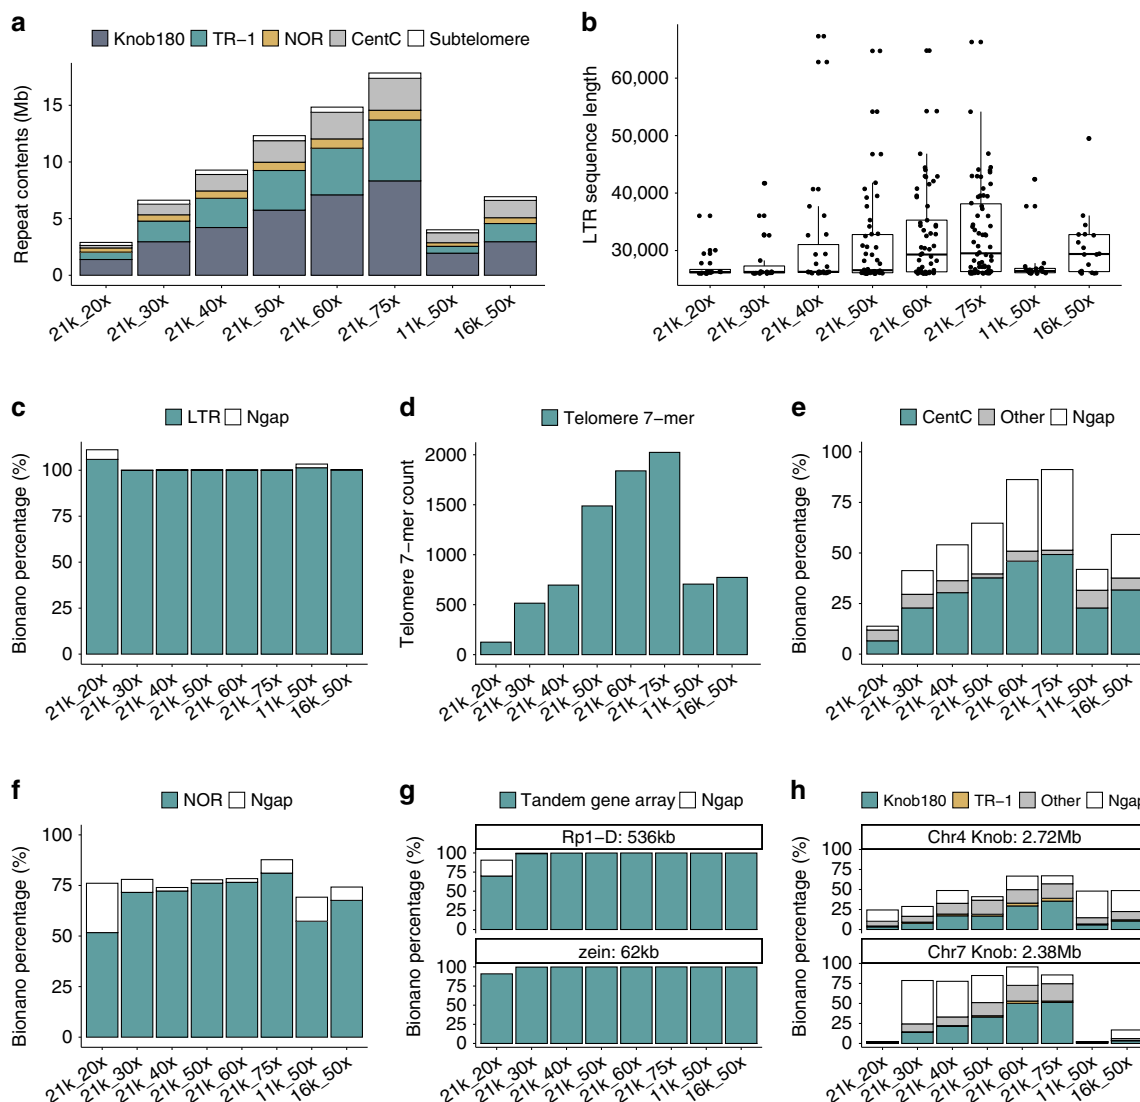 a
Knob180 TR−1 NOR CentC Subtelomere
Repeat contents (Mb)
15
10
5
0
21k_20x 21k_30x 21k_40x 21k_50x 21k_60x 21k_75x 11k_50x 16k_50x
b
LTR sequence length
60,000
50,000
40,000
30,000
21k_20x 21k_30x 21k_40x 21k_50x 21k_60x 21k_75x 11k_50x 16k_50x
c
LTR Ngap
Bionano percentage (%)
100
75
50
25
0
21k_20x 21k_30x 21k_40x 21k_50x 21k_60x 21k_75x 11k_50x 16k_50x
d
Telomere 7−mer
Telomere 7−mer count
2000
1500
1000
500
0
21k_20x 21k_30x 21k_40x 21k_50x 21k_60x 21k_75x 11k_50x 16k_50x
e
CentC Other Ngap
Bionano percentage (%)
100
75
50
25
0
21k_20x 21k_30x 21k_40x 21k_50x 21k_60x 21k_75x 11k_50x 16k_50x
f
NOR Ngap
Bionano percentage (%)
100
75
50
25
0
21k_20x 21k_30x 21k_40x 21k_50x 21k_60x 21k_75x 11k_50x 16k_50x
g
Tandem gene array Ngap
Bionano percentage (%)
Rp1−D: 536kb
100
75
50
25
0
zein: 62kb
100
75
50
25
0
21k_20x 21k_30x 21k_40x 21k_50x 21k_60x 21k_75x 11k_50x 16k_50x
h
Knob180 TR−1 Other Ngap
Bionano percentage (%)
Chr4 Knob: 2.72Mb
100
75
50
25
0
Chr7 Knob: 2.38Mb
100
75
50
25
0
21k_20x 21k_30x 21k_40x 21k_50x 21k_60x 21k_75x 11k_50x 16k_50x